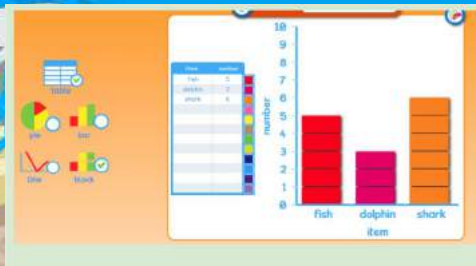 table
pie
bar
line
block
item number
fish 5
dolphin
shark 6
number
10
9
8
7
6
5
4
3
2
1
0
fish dolphin shark
item